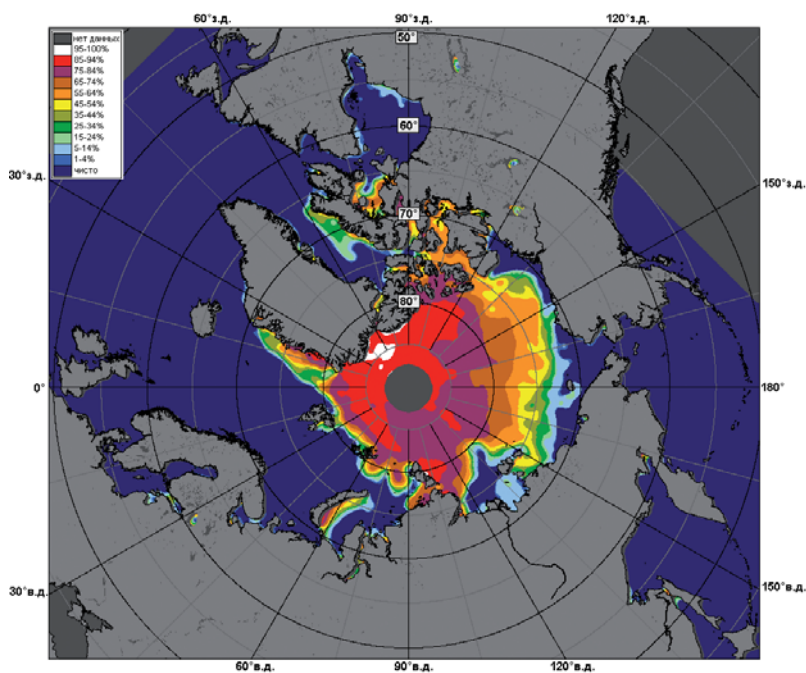 60°з.д.
90°з.д.
120°з.д.
нет данных
95-100%
85-94%
75-84%
65-74%
55-64%
45-54%
35-44%
25-34%
15-24%
5-14%
1-4%
чисто
50°
60°
30°з.д.
150°з.д.
70°
80°
0°
180°
30°в.д.
150°в.д.
60°в.д.
90°в.д.
120°в.д.